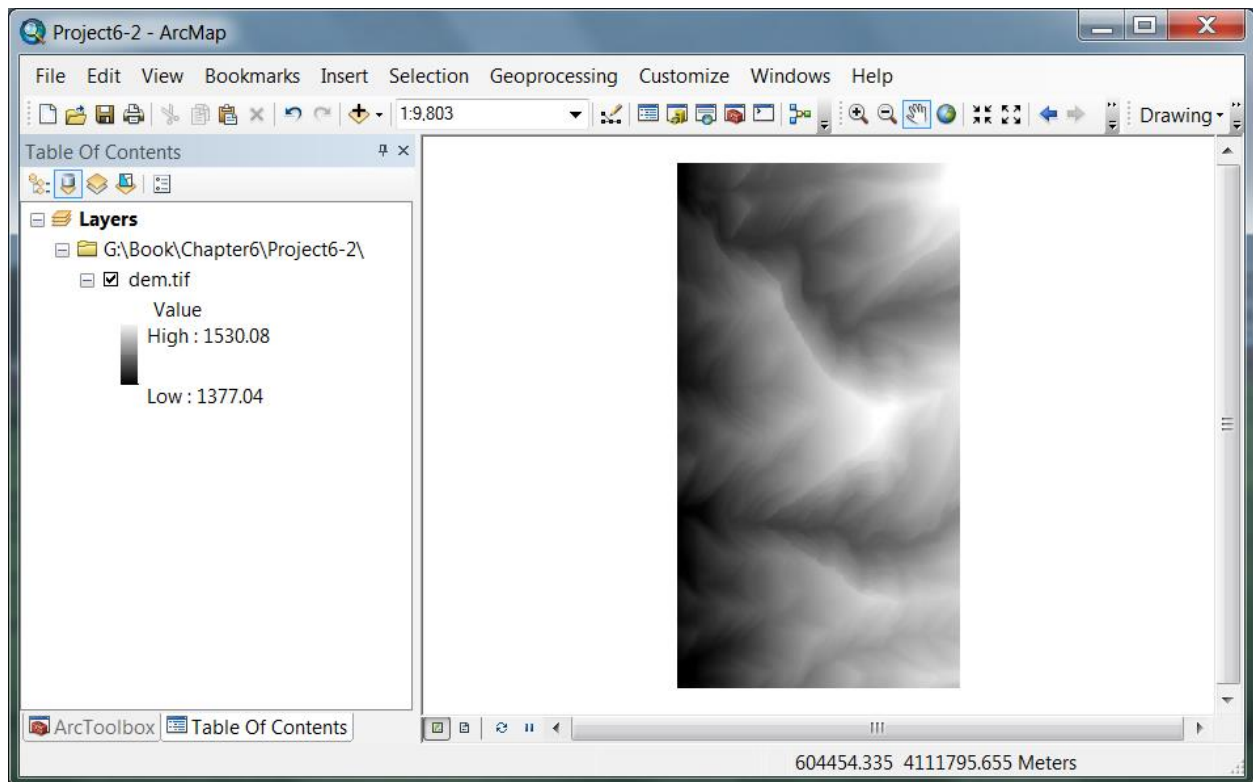 Project6-2 - ArcMap
File Edit View Bookmarks Insert Selection Geoprocessing Customize Windows Help
1:9,803
Drawing
Table Of Contents
Layers
G:\Book\Chapter6\Project6-2\
dem.tif
Value
High : 1530.08
Low : 1377.04
ArcToolbox Table Of Contents
604454.335 4111795.655 Meters